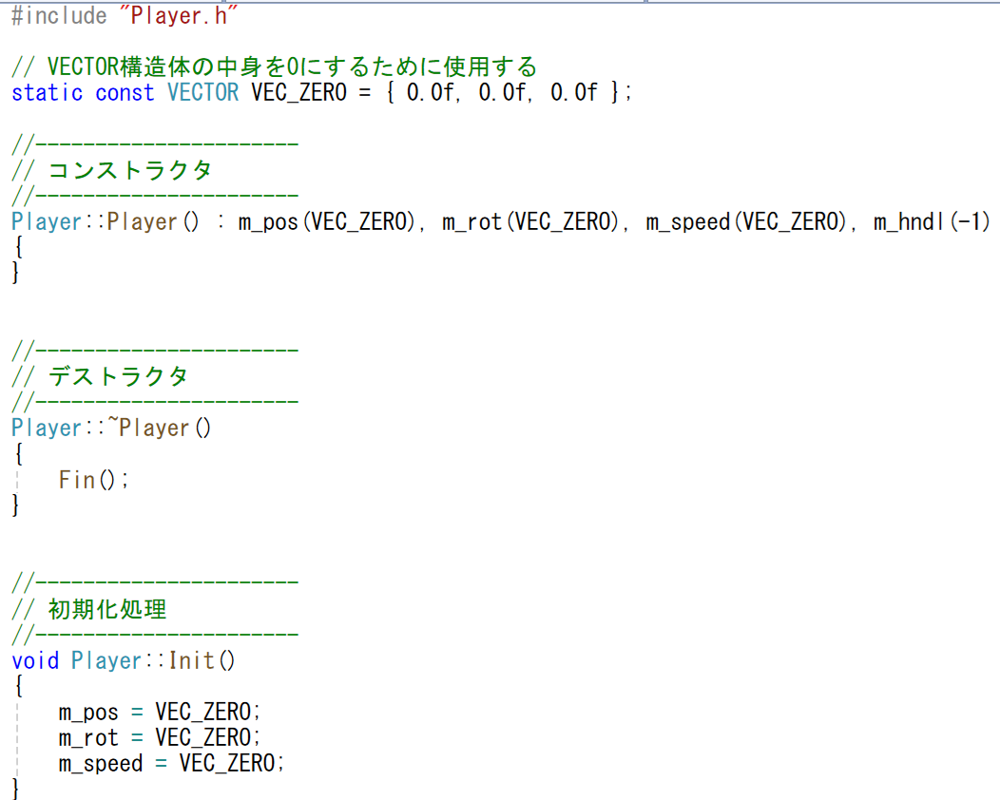 #include "Player.h"
// VECTOR構造体の中身を0にするために使用する
static const VECTOR VEC_ZERO = { 0.0f, 0.0f, 0.0f };
//----------------------
// コンストラクタ
//----------------------
Player::Player() : m_pos(VEC_ZERO), m_rot(VEC_ZERO), m_speed(VEC_ZERO), m_hndl(-1)
{
}
//----------------------
// デストラクタ
//----------------------
Player::~Player()
{
Fin();
}
//----------------------
// 初期化処理
//----------------------
void Player::Init()
{
m_pos = VEC_ZERO;
m_rot = VEC_ZERO;
m_speed = VEC_ZERO;
}